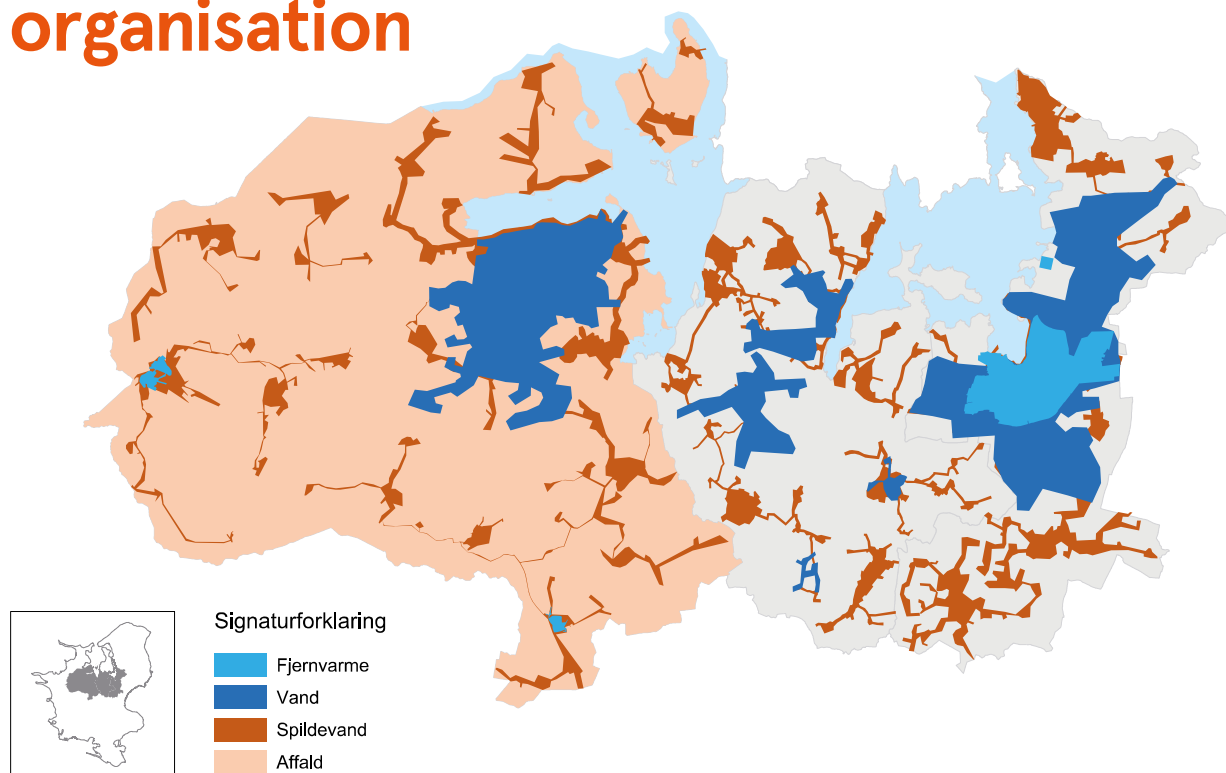 organisation
Signaturforklaring
Fjernvarme
Vand
Spildevand
Affald